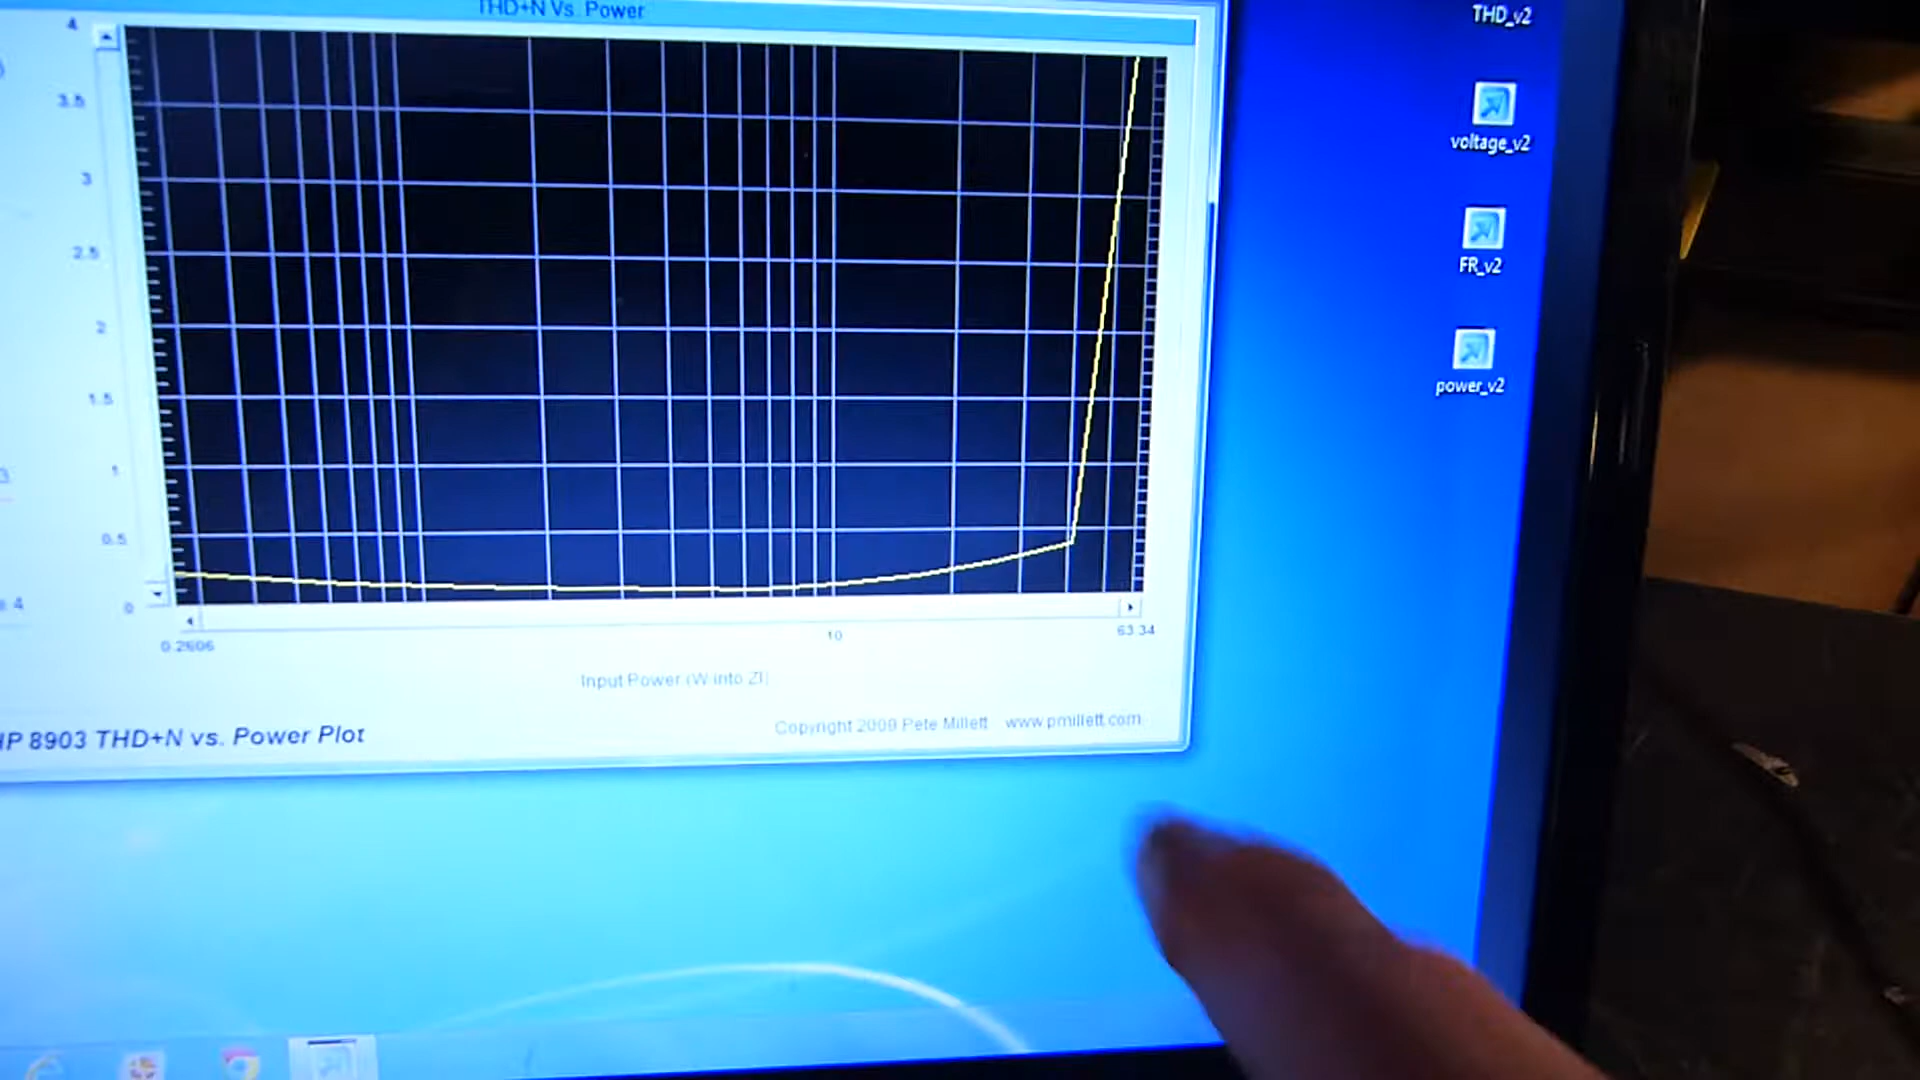 THD+N Vs. Power
4
3.5
3
2.5
2
1.5
1
0.5
0
0.2606
10
63.34
Input Power (W into Zl)
Copyright 2009 Pete Millett www.pmillett.com
HP 8903 THD+N vs. Power Plot
THD_v2
voltage_v2
FR_v2
power_v2